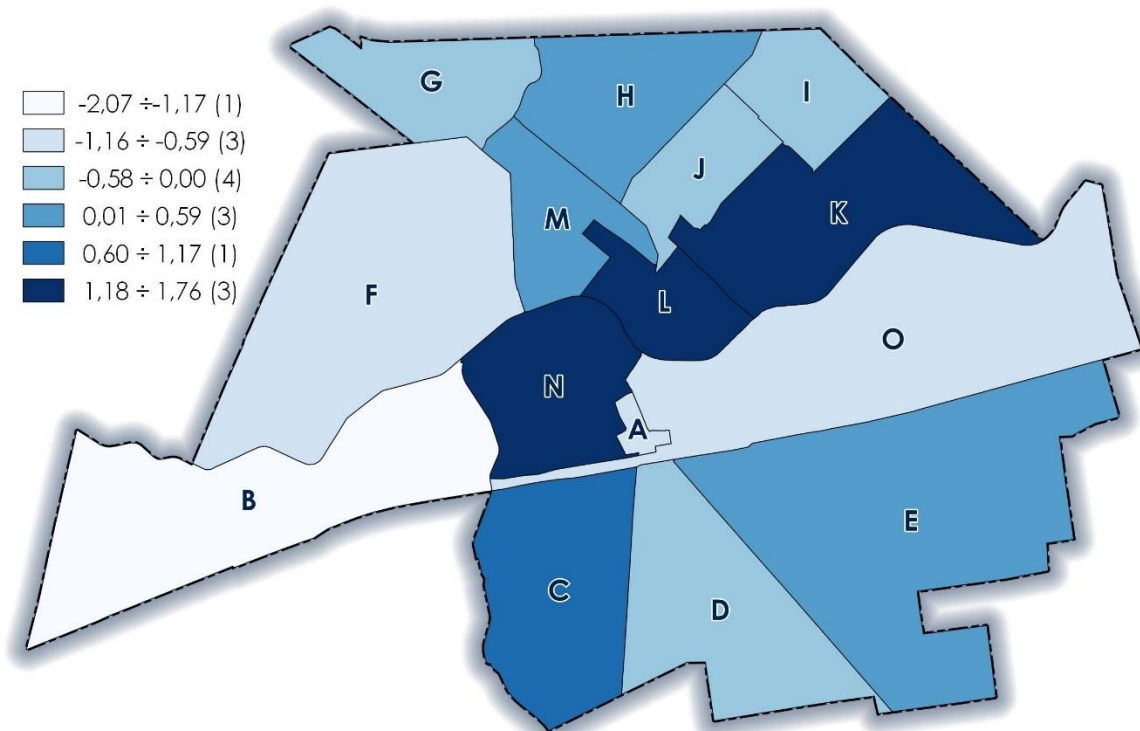 -2,07 ÷-1,17 (1)
-1,16 ÷ -0,59 (3)
-0,58 ÷ 0,00 (4)
0,01 ÷ 0,59 (3)
0,60 ÷ 1,17 (1)
1,18 ÷ 1,76 (3)
G
H
I
J
K
M
F
L
O
N
A
B
E
C
D